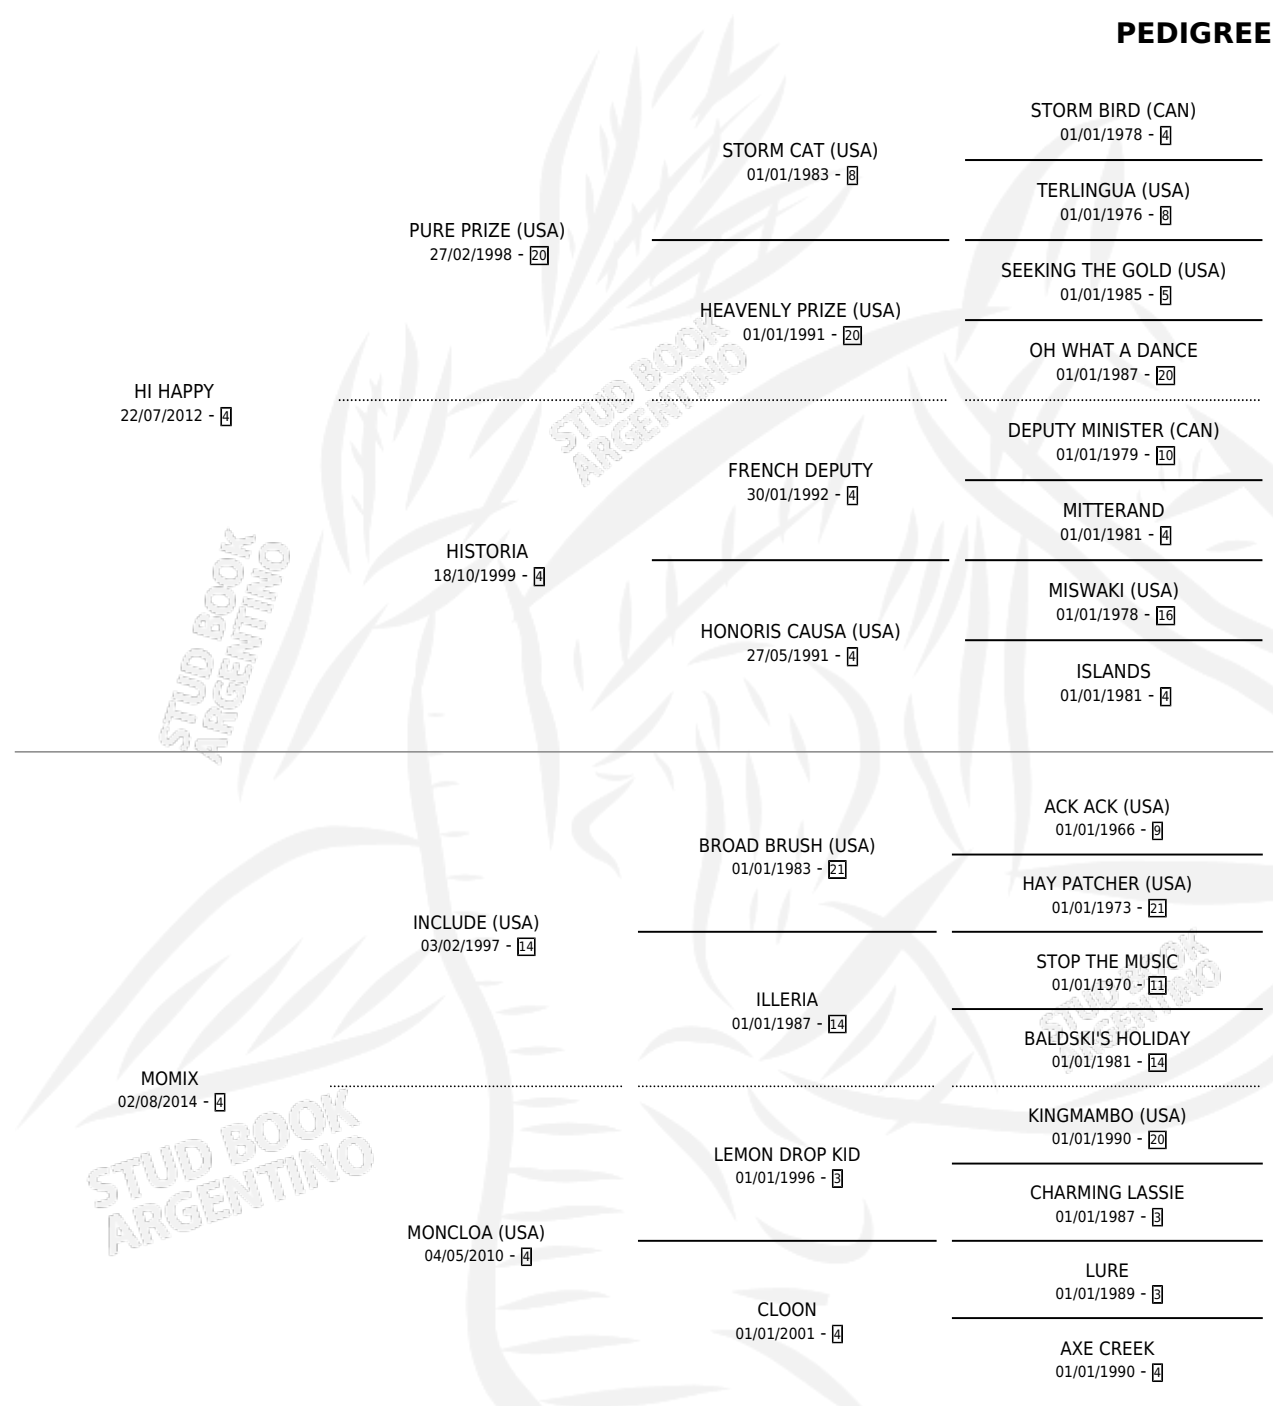 PEDIGREE
STORM BIRD (CAN)
01/01/1978 - 4
STORM CAT (USA)
01/01/1983 - 8
TERLINGUA (USA)
01/01/1976 - 8
PURE PRIZE (USA)
27/02/1998 - 20
SEEKING THE GOLD (USA)
01/01/1985 - 5
HEAVENLY PRIZE (USA)
01/01/1991 - 20
OH WHAT A DANCE
01/01/1987 - 20
HI HAPPY
22/07/2012 - 4
DEPUTY MINISTER (CAN)
01/01/1979 - 10
FRENCH DEPUTY
30/01/1992 - 4
MITTERAND
01/01/1981 - 4
HISTORIA
18/10/1999 - 4
MISWAKI (USA)
01/01/1978 - 16
HONORIS CAUSA (USA)
27/05/1991 - 4
ISLANDS
01/01/1981 - 4
ACK ACK (USA)
01/01/1966 - 9
BROAD BRUSH (USA)
01/01/1983 - 21
HAY PATCHER (USA)
01/01/1973 - 21
INCLUDE (USA)
03/02/1997 - 14
STOP THE MUSIC
01/01/1970 - 11
ILLERIA
01/01/1987 - 14
BALDSKI'S HOLIDAY
01/01/1981 - 14
MOMIX
02/08/2014 - 4
KINGMAMBO (USA)
01/01/1990 - 20
LEMON DROP KID
01/01/1996 - 3
CHARMING LASSIE
01/01/1987 - 3
MONCLOA (USA)
04/05/2010 - 4
LURE
01/01/1989 - 3
CLOON
01/01/2001 - 4
AXE CREEK
01/01/1990 - 4
STUD BOOK
ARGENTINO
STUD BOOK
ARGENTINO
STUD BOOK
ARGENTINO
STUD BOOK
ARGENTINO